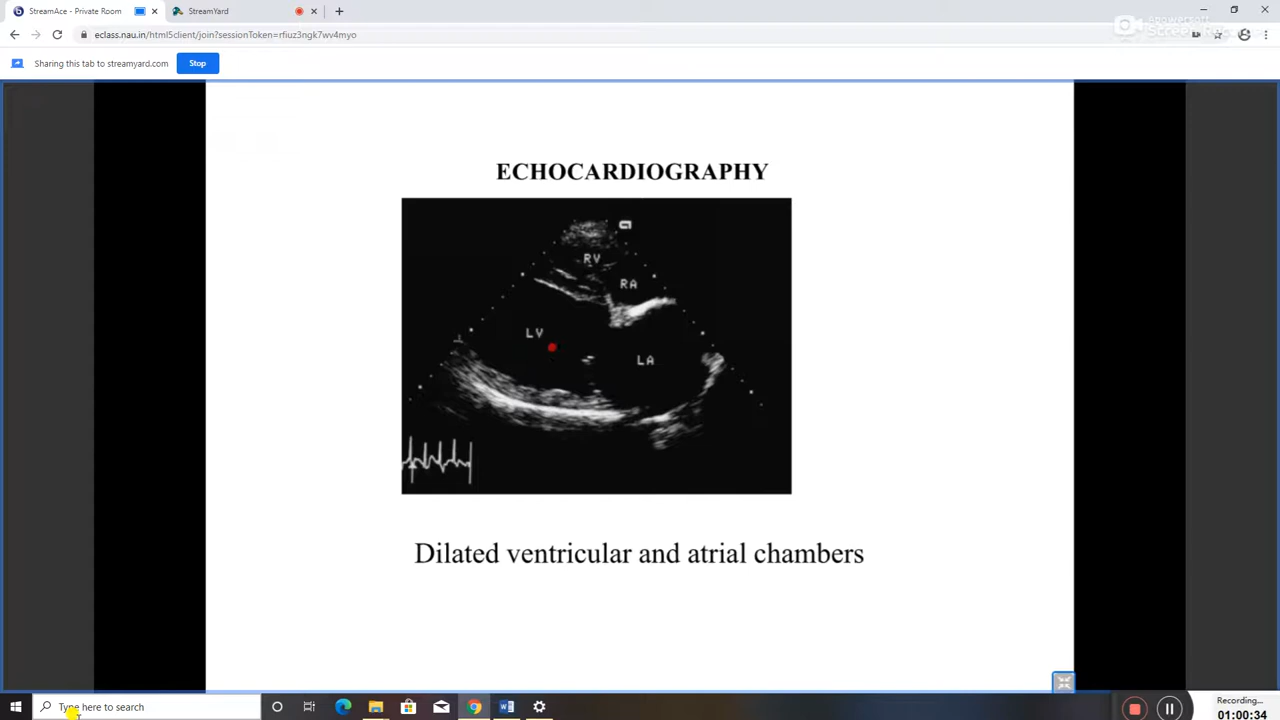 StreamAce - Private Room
StreamYard
eclass.nau.in/html5client/join?sessionToken=rfiuz3ngk7wv4myo
Sharing this tab to streamyard.com
Stop
ECHOCARDIOGRAPHY
RV
RA
LV
LA
Dilated ventricular and atrial chambers
Type here to search
Recording...
01:00:34